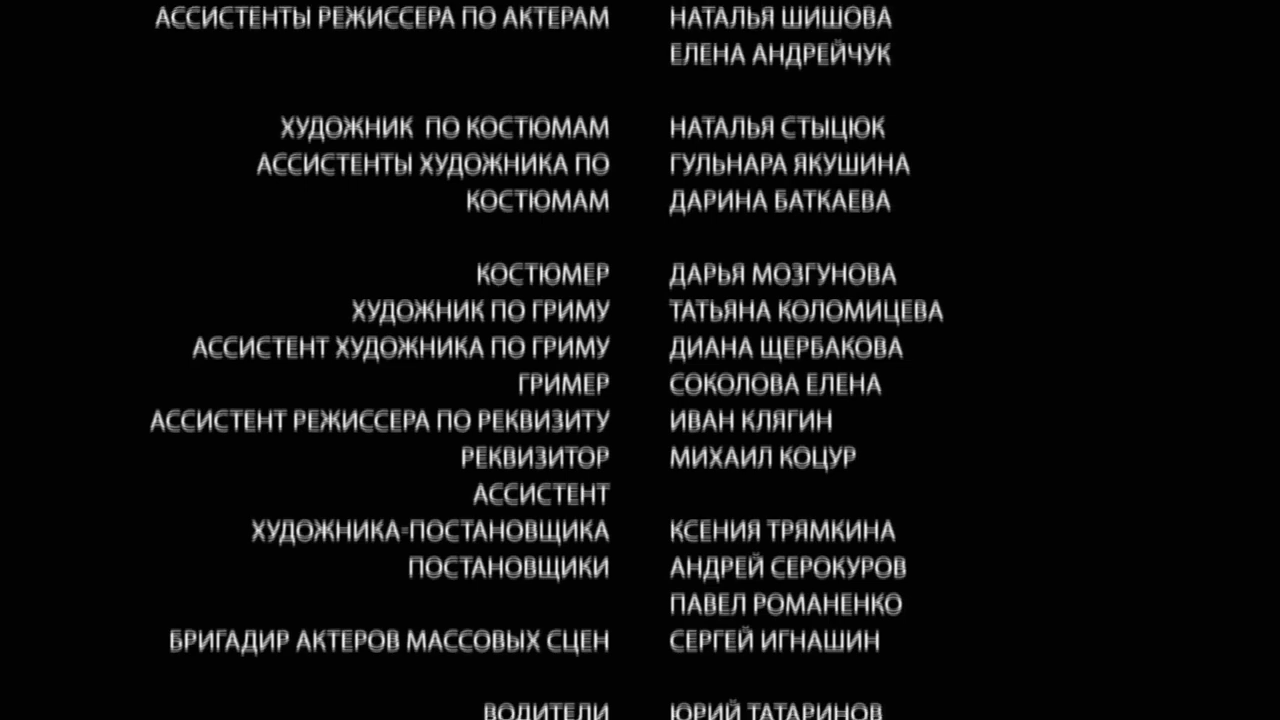 АССИСТЕНТЫ РЕЖИССЕРА ПО АКТЕРАМ НАТАЛЬЯ ШИШОВА
ЕЛЕНА АНДРЕЙЧУК
ХУДОЖНИК ПО КОСТЮМАМ НАТАЛЬЯ СТЫЦЮК
АССИСТЕНТЫ ХУДОЖНИКА ПО ГУЛЬНАРА ЯКУШИНА
КОСТЮМАМ ДАРИНА БАТКАЕВА
КОСТЮМЕР ДАРЬЯ МОЗГУНОВА
ХУДОЖНИК ПО ГРИМУ ТАТЬЯНА КОЛОМИЦЕВА
АССИСТЕНТ ХУДОЖНИКА ПО ГРИМУ ДИАНА ЩЕРБАКОВА
ГРИМЕР СОКОЛОВА ЕЛЕНА
АССИСТЕНТ РЕЖИССЕРА ПО РЕКВИЗИТУ ИВАН КЛЯГИН
РЕКВИЗИТОР МИХАИЛ КОЦУР
АССИСТЕНТ
ХУДОЖНИКА-ПОСТАНОВЩИКА КСЕНИЯ ТРЯМКИНА
ПОСТАНОВЩИКИ АНДРЕЙ СЕРОКУРОВ
ПАВЕЛ РОМАНЕНКО
БРИГАДИР АКТЕРОВ МАССОВЫХ СЦЕН СЕРГЕЙ ИГНАШИН
ВОДИТЕЛИ ЮРИЙ ТАТАРИНОВ